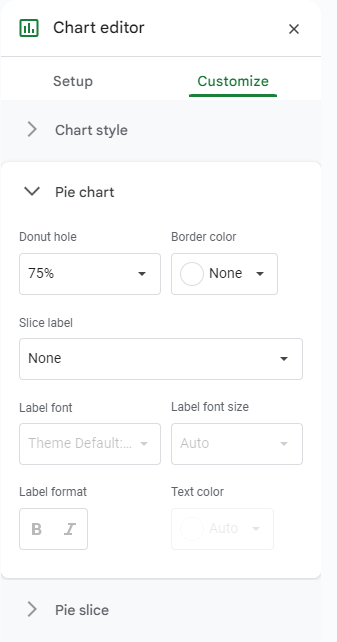 Chart editor
Setup Customize
Chart style
Pie chart
Donut hole Border color
75% None
Slice label
None
Label font Label font size
Theme Default:... Auto
Label format Text color
B I Auto
Pie slice